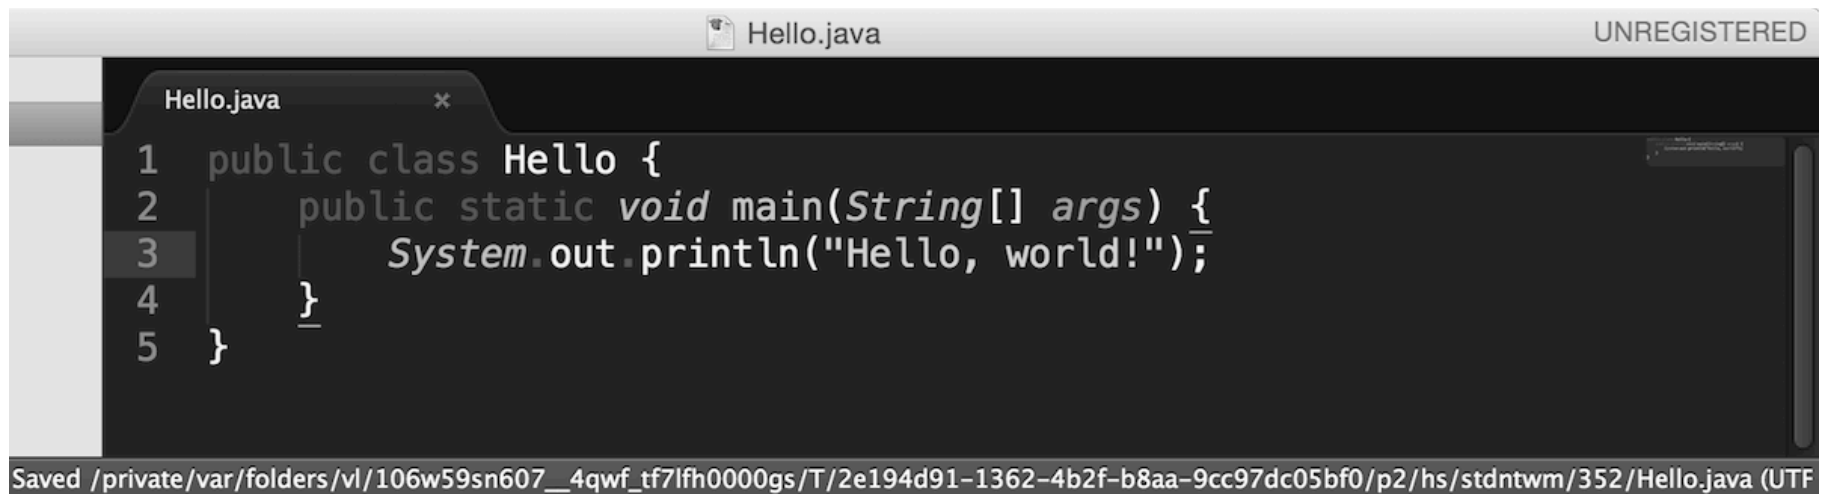 Hello.java
UNREGISTERED
Hello.java ×
1 public class Hello {
2     public static void main(String[] args) {
3         System.out.println("Hello, world!");
4     }
5 }
Saved /private/var/folders/vl/106w59sn607__4qwf_tf7lfh0000gs/T/2e194d91-1362-4b2f-b8aa-9cc97dc05bf0/p2/hs/stdntwm/352/Hello.java (UTF